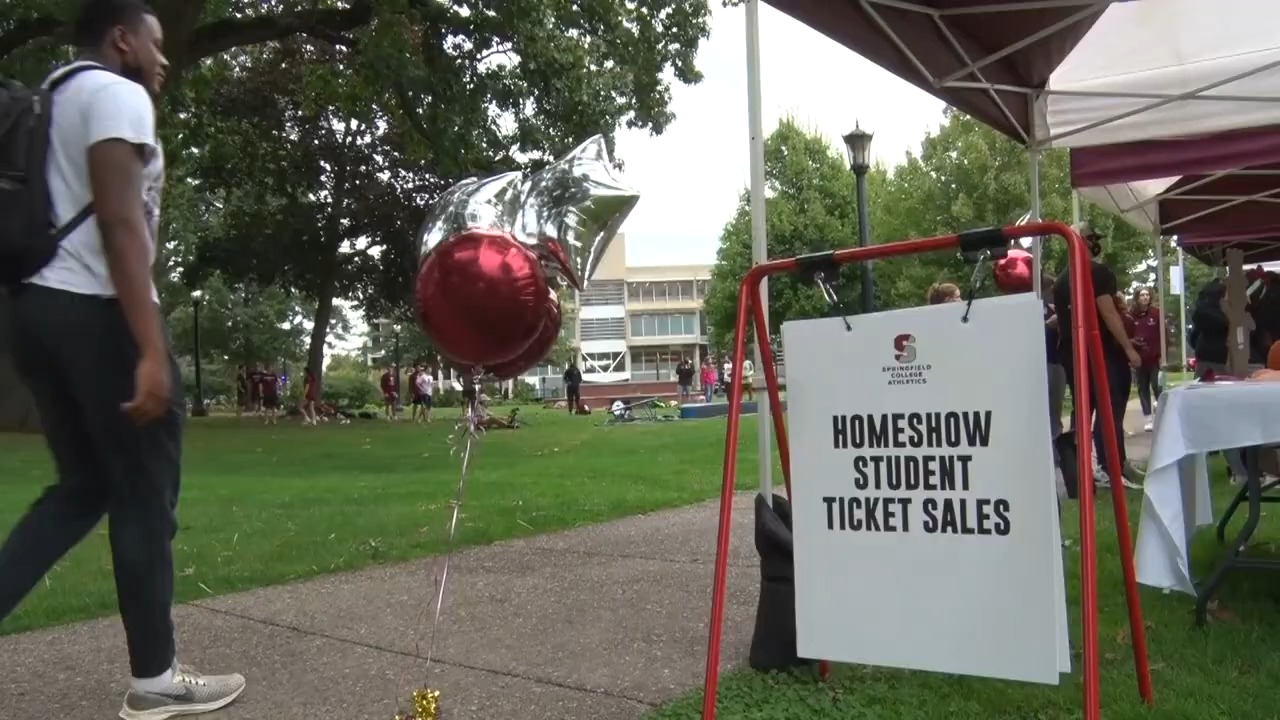 SPRINGFIELD
COLLEGE
ATHLETICS
HOMESHOW
STUDENT
TICKET SALES